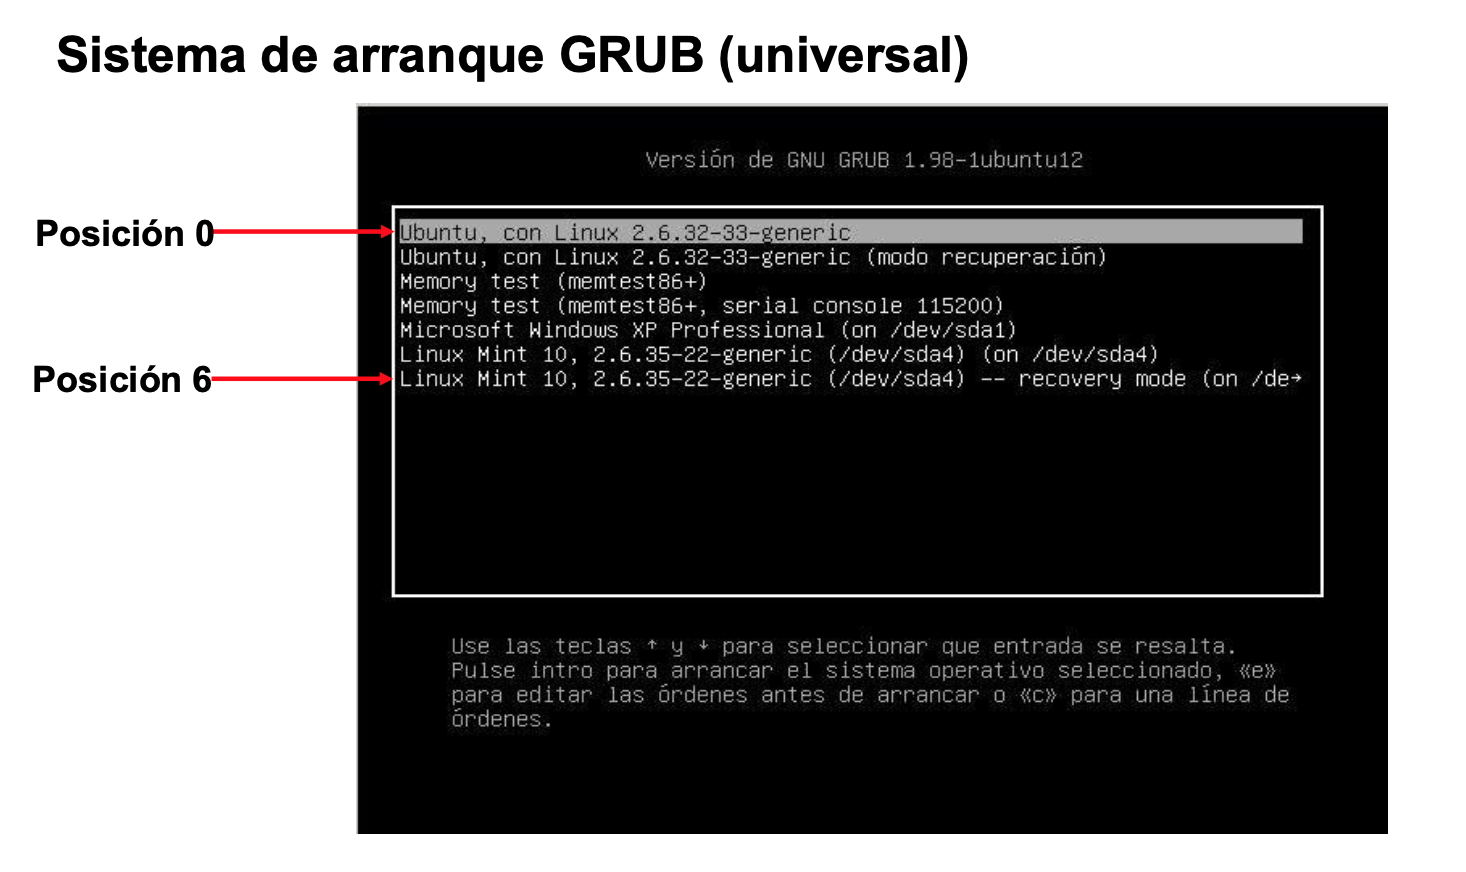 Sistema de arranque GRUB (universal)
Versión de GNU GRUB 1.98-1ubuntu12
Posición 0
Ubuntu, con Linux 2.6.32-33-generic
Ubuntu, con Linux 2.6.32-33-generic (modo recuperación)
Memory test (memtest86+)
Memory test (memtest86+, serial console 115200)
Microsoft Windows XP Professional (on /dev/sda1)
Linux Mint 10, 2.6.35-22-generic (/dev/sda4) (on /dev/sda4)
Posición 6
Linux Mint 10, 2.6.35-22-generic (/dev/sda4) -- recovery mode (on /de→
Use las teclas ↑ y ↓ para seleccionar que entrada se resalta.
Pulse intro para arrancar el sistema operativo seleccionado, «e»
para editar las órdenes antes de arrancar o «c» para una línea de
órdenes.